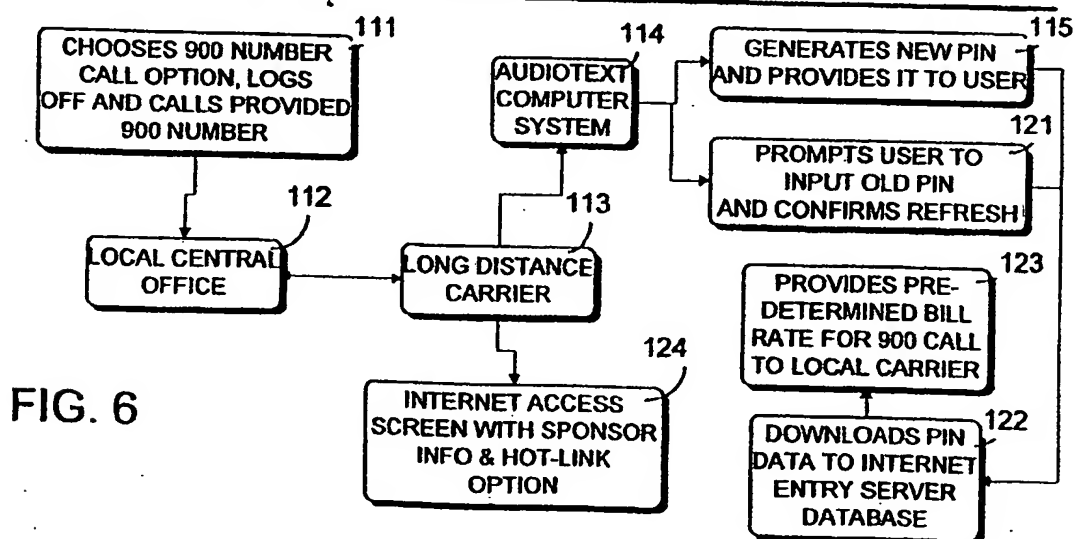 111
CHOOSES 900 NUMBER
CALL OPTION, LOGS
OFF AND CALLS PROVIDED
900 NUMBER
112
LOCAL CENTRAL
OFFICE
113
LONG DISTANCE
CARRIER
114
AUDIOTEXT
COMPUTER
SYSTEM
115
GENERATES NEW PIN
AND PROVIDES IT TO USER
121
PROMPTS USER TO
INPUT OLD PIN
AND CONFIRMS REFRESH
123
PROVIDES PRE-
DETERMINED BILL
RATE FOR 900 CALL
TO LOCAL CARRIER
122
DOWNLOADS PIN
DATA TO INTERNET
ENTRY SERVER
DATABASE
124
INTERNET ACCESS
SCREEN WITH SPONSOR
INFO & HOT-LINK
OPTION
FIG. 6